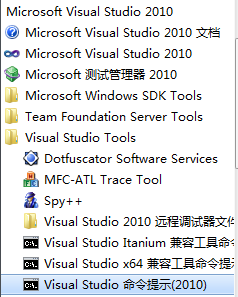 Microsoft Visual Studio 2010
Microsoft Visual Studio 2010 文档
Microsoft Visual Studio 2010
Microsoft 测试管理器 2010
Microsoft Windows SDK Tools
Team Foundation Server Tools
Visual Studio Tools
Dotfuscator Software Services
MFC-ATL Trace Tool
Spy++
Visual Studio 2010 远程调试器文件
Visual Studio Itanium 兼容工具命令
Visual Studio x64 兼容工具命令提示
Visual Studio 命令提示(2010)